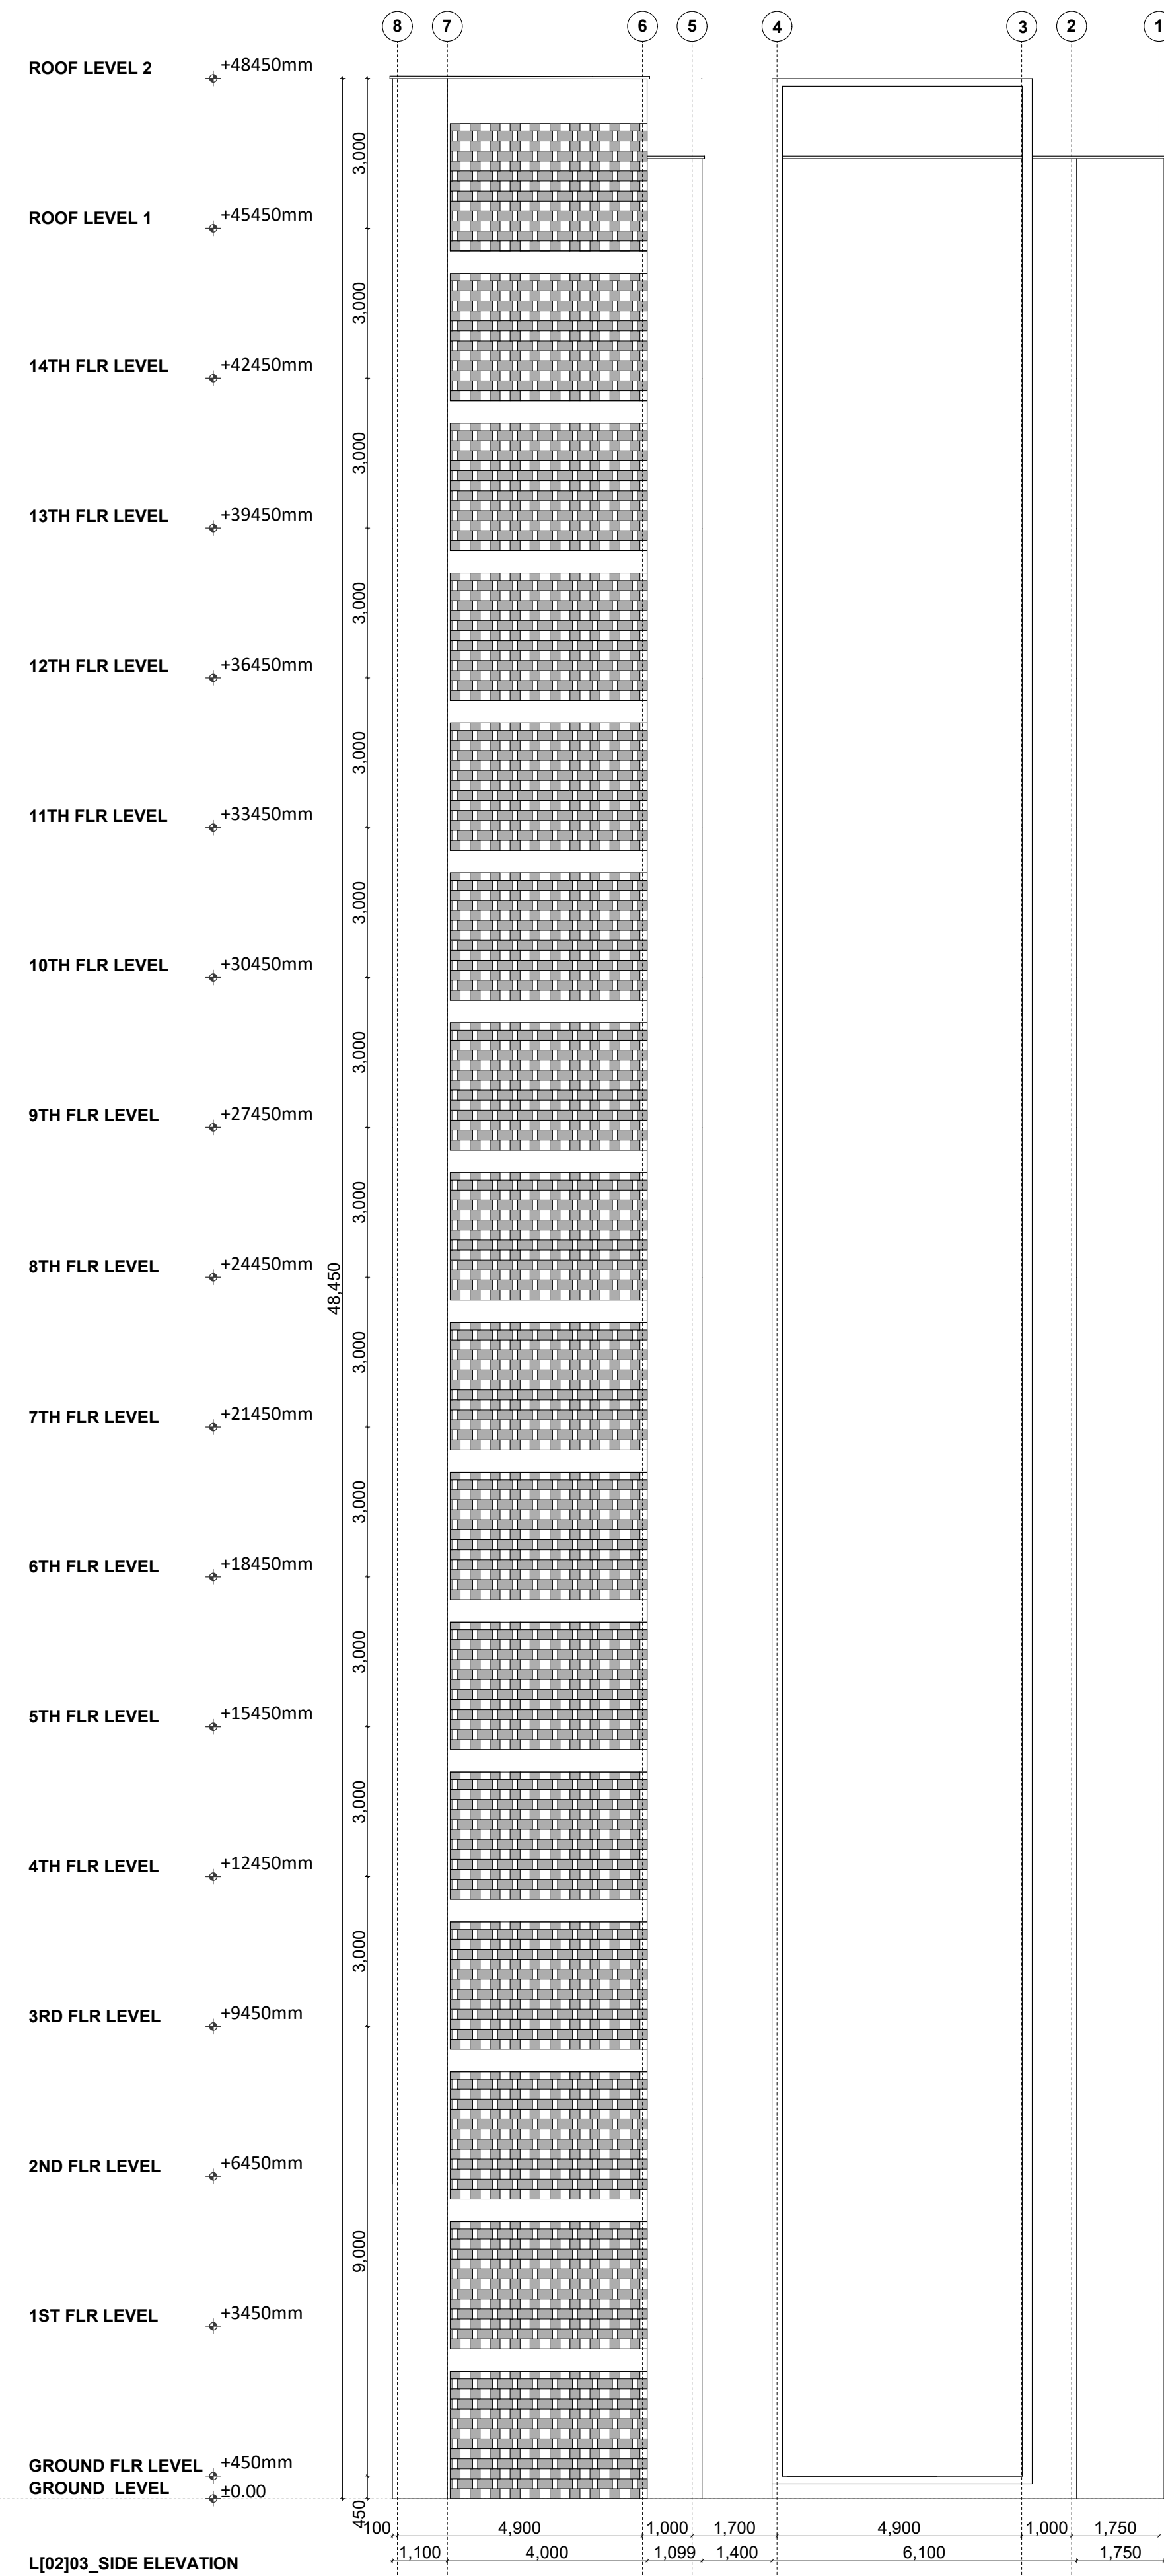 8 7 6 5 4 3 2 1
ROOF LEVEL 2 +48450mm
3,000
ROOF LEVEL 1 +45450mm
3,000
14TH FLR LEVEL +42450mm
3,000
13TH FLR LEVEL +39450mm
3,000
12TH FLR LEVEL +36450mm
3,000
11TH FLR LEVEL +33450mm
3,000
10TH FLR LEVEL +30450mm
3,000
9TH FLR LEVEL +27450mm
3,000
8TH FLR LEVEL +24450mm
48,450
3,000
7TH FLR LEVEL +21450mm
3,000
6TH FLR LEVEL +18450mm
3,000
5TH FLR LEVEL +15450mm
3,000
4TH FLR LEVEL +12450mm
3,000
3RD FLR LEVEL +9450mm
2ND FLR LEVEL +6450mm
9,000
1ST FLR LEVEL +3450mm
GROUND FLR LEVEL +450mm
GROUND LEVEL ±0.00
450
100 4,900 1,000 1,700 4,900 1,000 1,750
1,100 4,000 1,099 1,400 6,100 1,750
L[02]03_SIDE ELEVATION